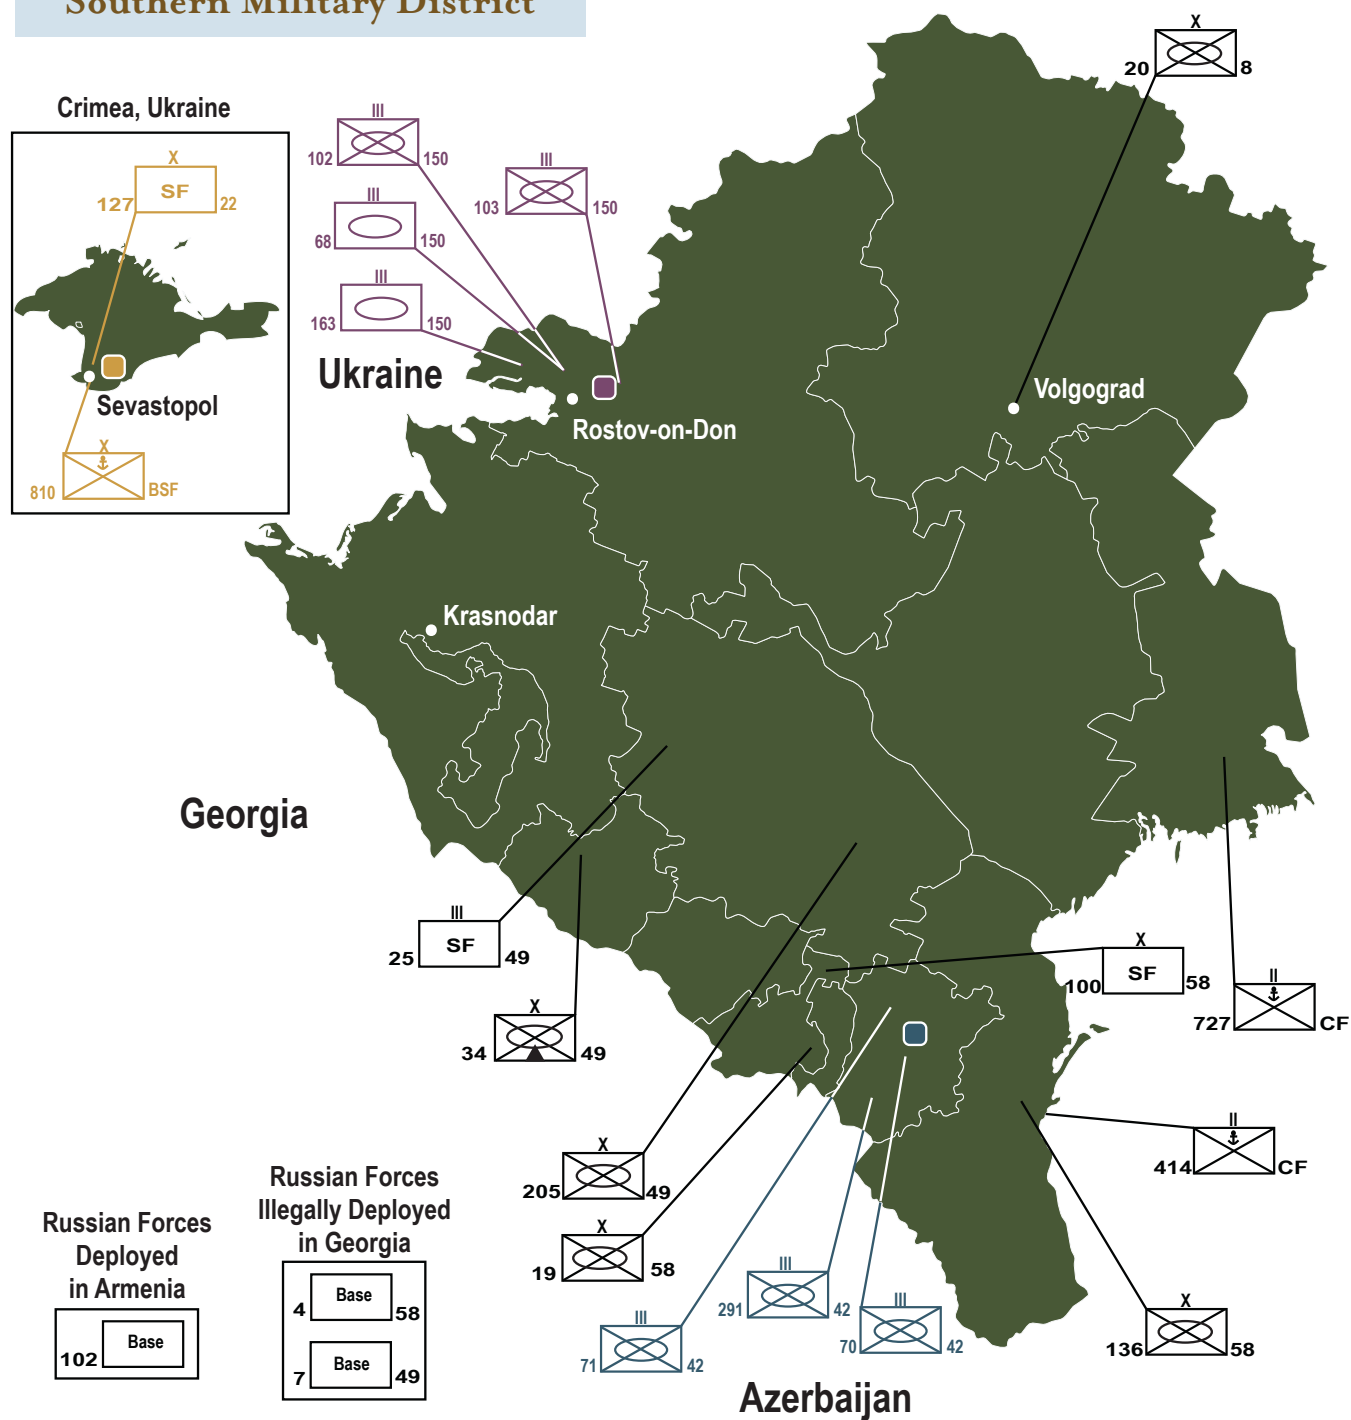 Southern Military District
X
20
8
Crimea, Ukraine
X
SF
127
22
Sevastopol
X
810
BSF
III
102
150
III
103
150
III
68
150
III
163
150
Ukraine
Rostov-on-Don
Volgograd
Krasnodar
Georgia
III
SF
25
49
X
34
49
X
SF
100
58
II
727
CF
II
414
CF
X
205
49
X
19
58
III
71
42
III
291
42
III
70
42
X
136
58
Russian Forces
Deployed
in Armenia
Base
102
Russian Forces
Illegally Deployed
in Georgia
Base
4
58
Base
7
49
Azerbaijan